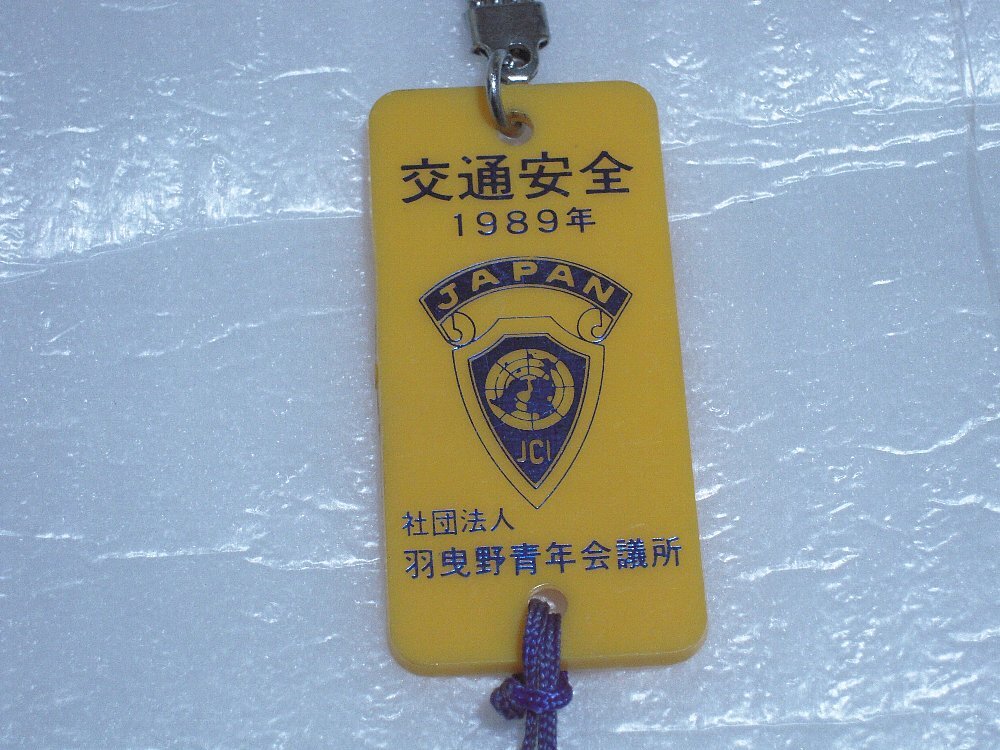 交通安全
1989年
JAPAN
JCI
社団法人
羽曳野青年会議所